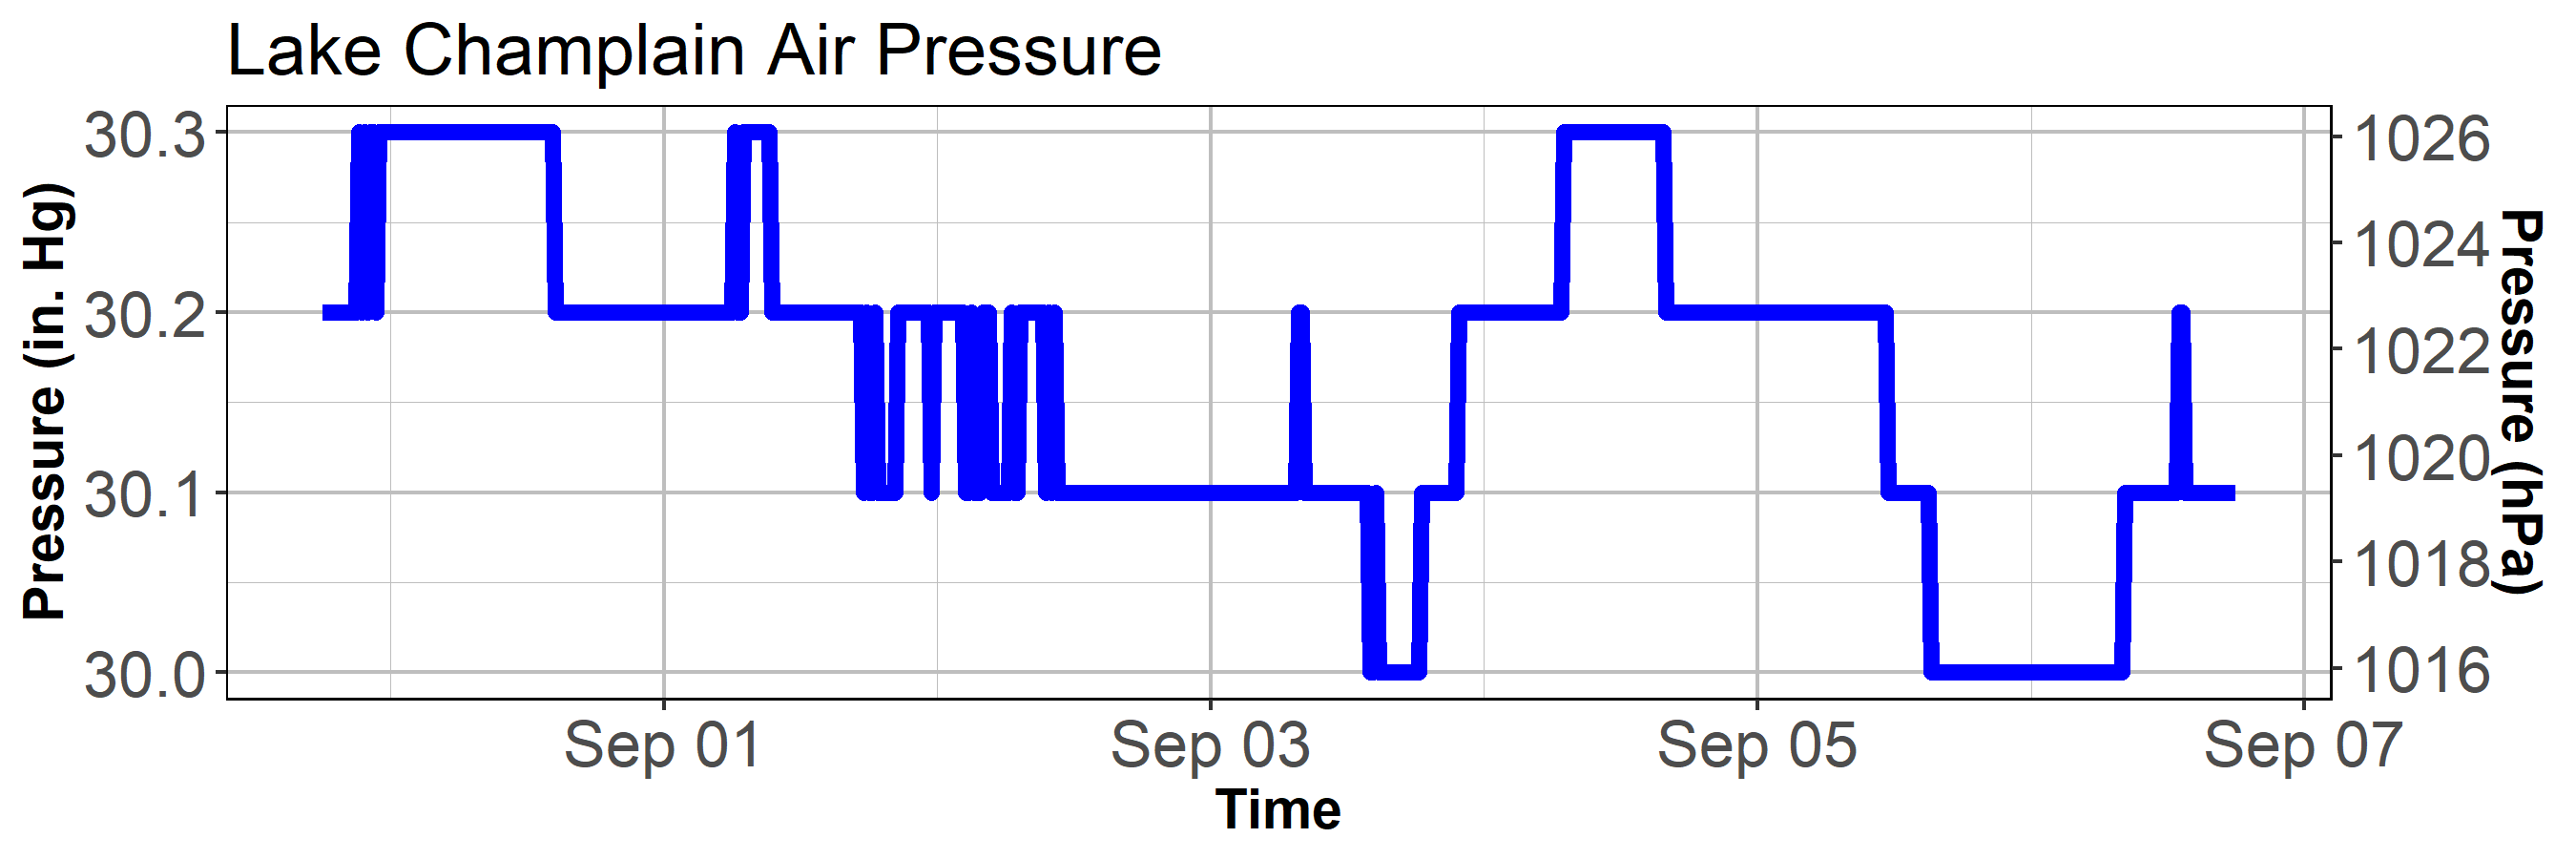 Lake Champlain Air Pressure
Pressure (in. Hg)
30.3
30.2
30.1
30.0
1026
1024
1022
1020
1018
1016
Pressure (hPa)
Sep 01 Sep 03 Sep 05 Sep 07
Time